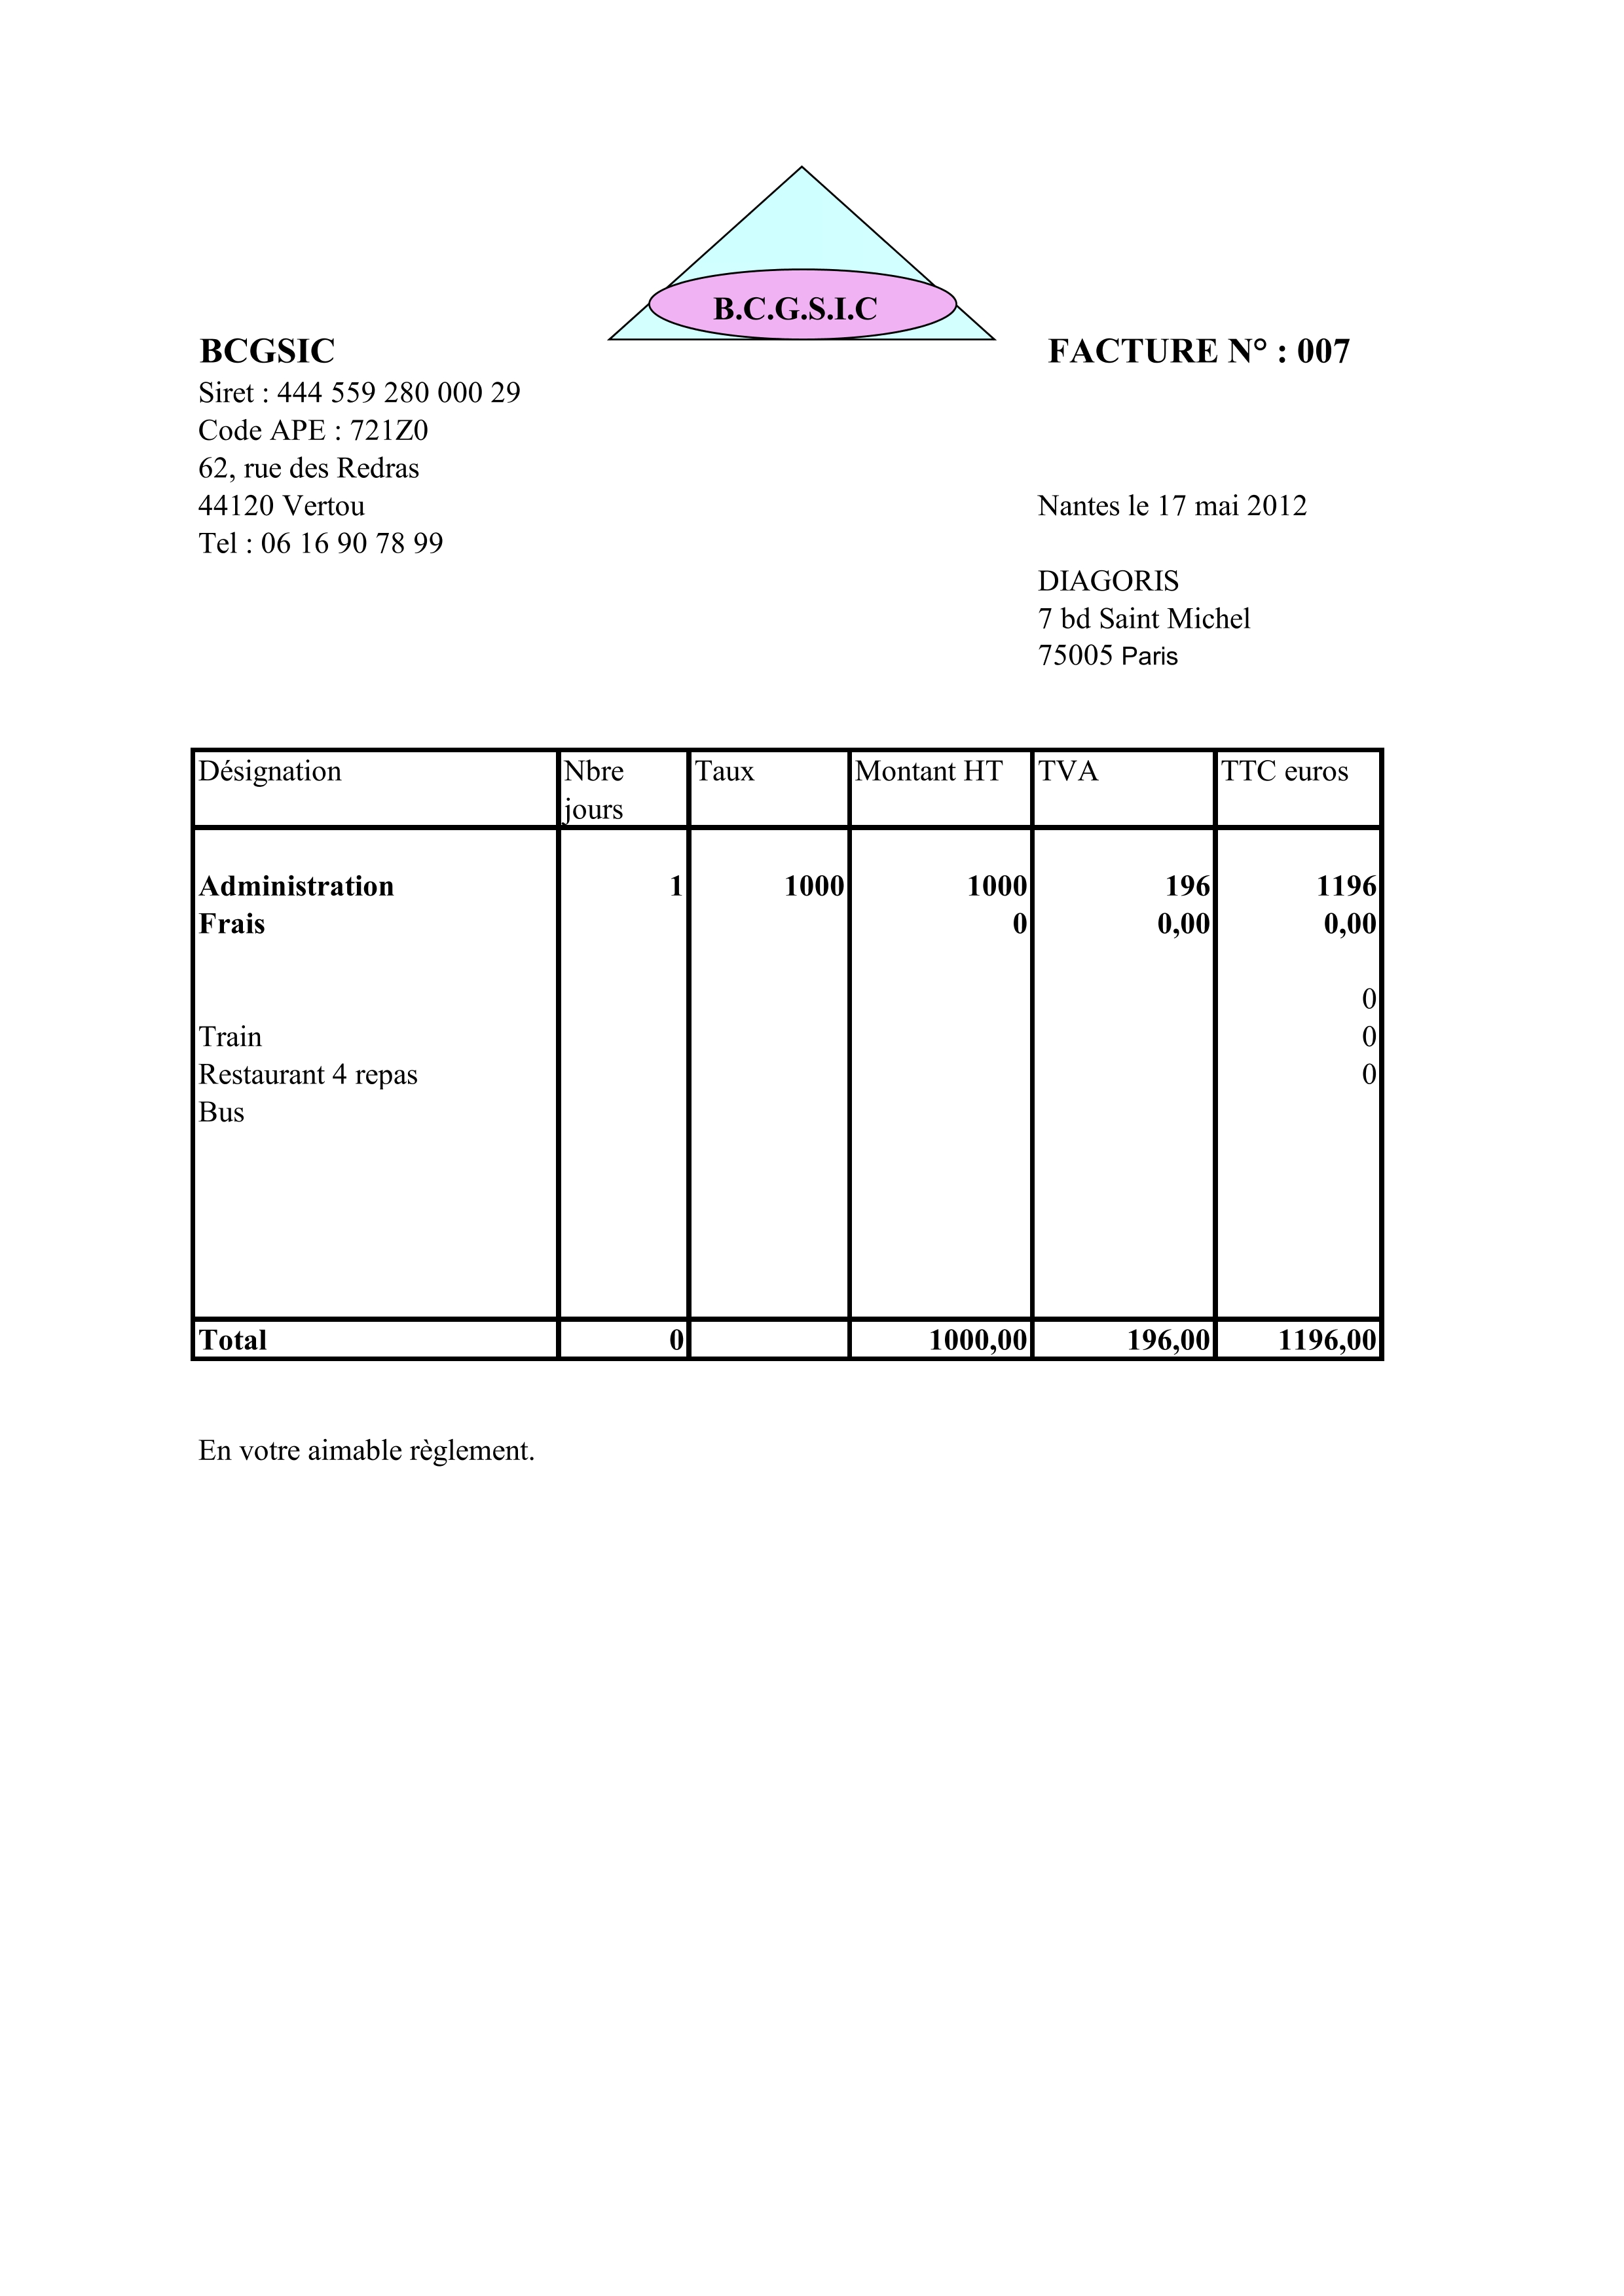 B.C.G.S.I.C
BCGSIC
FACTURE N° : 007
Siret : 444 559 280 000 29
Code APE : 721Z0
62, rue des Redras
44120 Vertou
Nantes le 17 mai 2012
Tel : 06 16 90 78 99
DIAGORIS
7 bd Saint Michel
75005 Paris
Désignation Nbre jours Taux Montant HT TVA TTC euros
Administration 1 1000 1000 196 1196
Frais 0 0,00 0,00
0
Train 0
Restaurant 4 repas 0
Bus
Total 0 1000,00 196,00 1196,00
En votre aimable règlement.